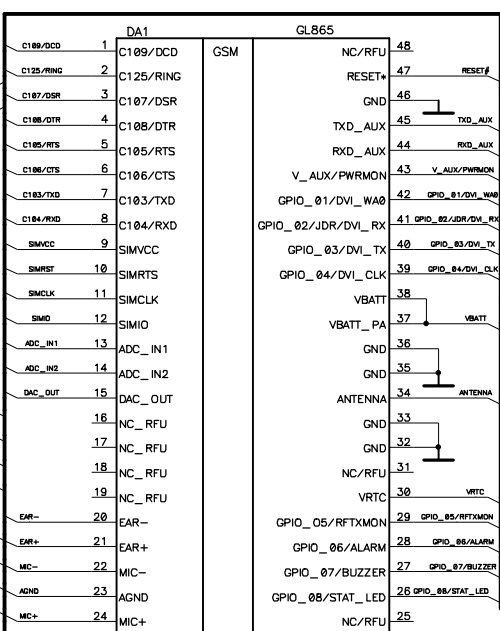 DA1 GL865
GSM
C109/DCD 1 C109/DCD NC/RFU 48
C125/RING 2 C125/RING RESET* 47 RESET#
C107/DSR 3 C107/DSR GND 46
C108/DTR 4 C108/DTR TXD_AUX 45 TXD_AUX
C105/RTS 5 C105/RTS RXD_AUX 44 RXD_AUX
C106/CTS 6 C106/CTS V_AUX/PWRMON 43 V_AUX/PWRMON
C103/TXD 7 C103/TXD GPIO_01/DVI_WA0 42 GPIO_01/DVI_WA0
C104/RXD 8 C104/RXD GPIO_02/JDR/DVI_RX 41 GPIO_02/JDR/DVI_RX
SIMVCC 9 SIMVCC GPIO_03/DVI_TX 40 GPIO_03/DVI_TX
SIMRST 10 SIMRTS GPIO_04/DVI_CLK 39 GPIO_04/DVI_CLK
SIMCLK 11 SIMCLK VBATT 38
SIMIO 12 SIMIO VBATT_PA 37 VBATT
ADC_IN1 13 ADC_IN1 GND 36
ADC_IN2 14 ADC_IN2 GND 35
DAC_OUT 15 DAC_OUT ANTENNA 34 ANTENNA
16 NC_RFU GND 33
17 NC_RFU GND 32
18 NC_RFU NC/RFU 31
19 NC_RFU VRTC 30 VRTC
EAR- 20 EAR- GPIO_05/RFTXMON 29 GPIO_05/RFTXMON
EAR+ 21 EAR+ GPIO_06/ALARM 28 GPIO_06/ALARM
MIC- 22 MIC- GPIO_07/BUZZER 27 GPIO_07/BUZZER
AGND 23 AGND GPIO_08/STAT_LED 26 GPIO_08/STAT_LED
MIC+ 24 MIC+ NC/RFU 25